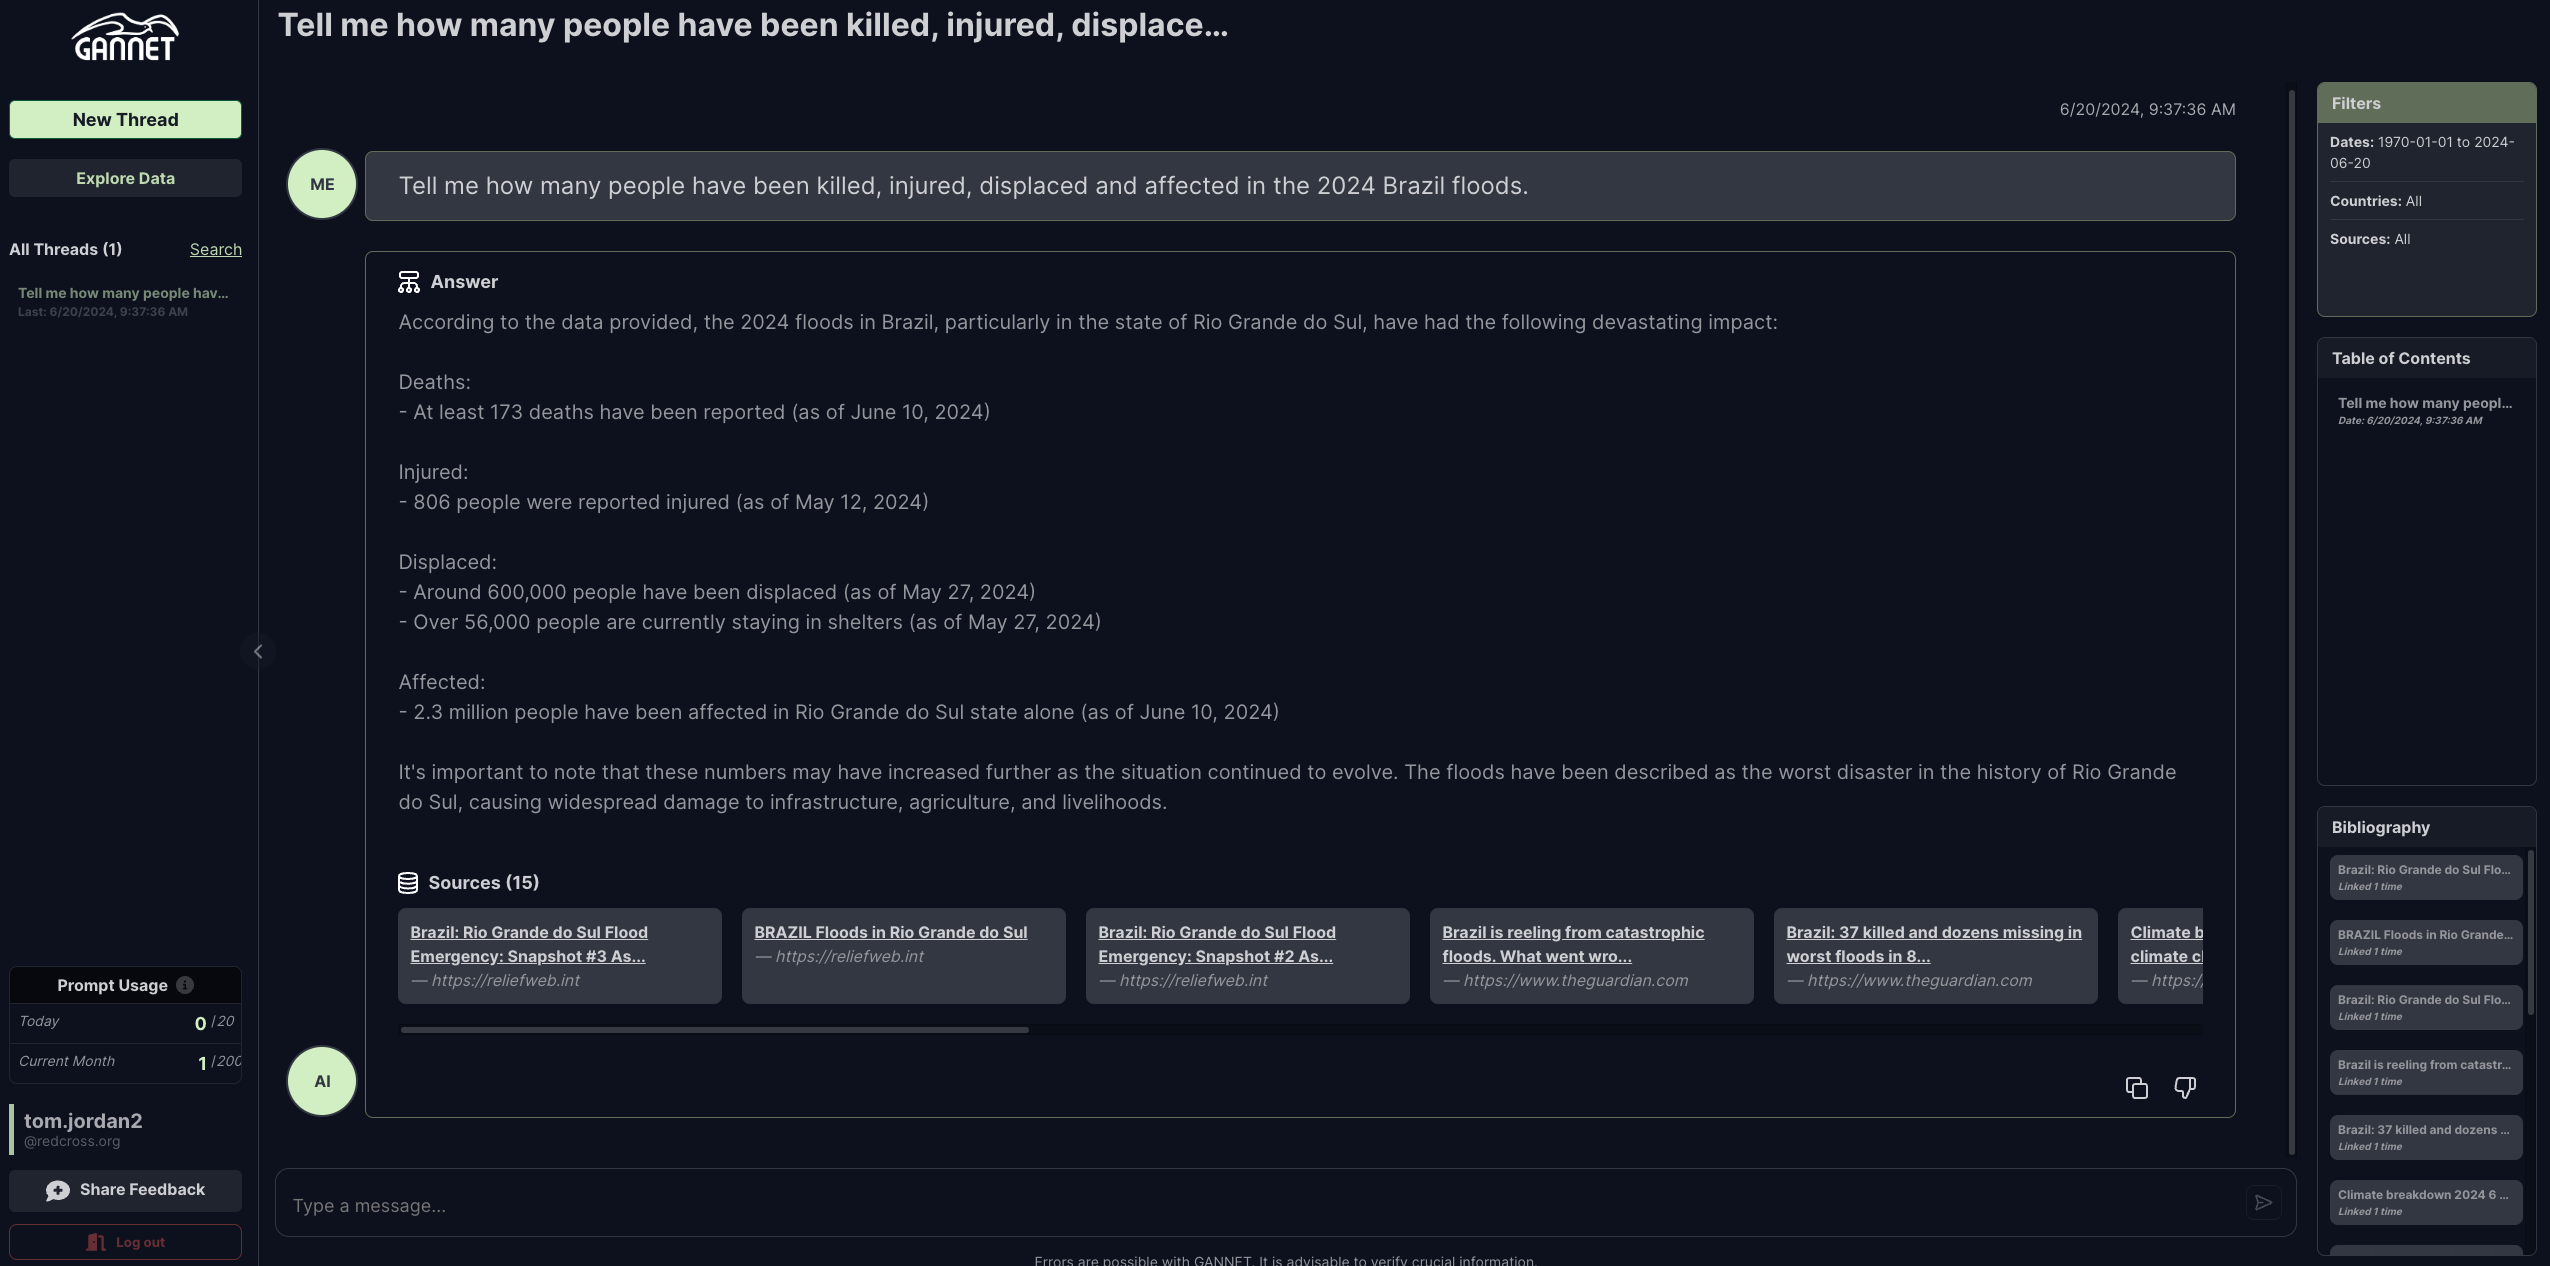 GANNET
New Thread
Explore Data
All Threads (1)
Search
Tell me how many people hav...
Last: 6/20/2024, 9:37:36 AM
Prompt Usage
Today
0 /20
Current Month
1 /200
tom.jordan2
@redcross.org
Share Feedback
Log out
Tell me how many people have been killed, injured, displace...
6/20/2024, 9:37:36 AM
ME
Tell me how many people have been killed, injured, displaced and affected in the 2024 Brazil floods.
Answer
According to the data provided, the 2024 floods in Brazil, particularly in the state of Rio Grande do Sul, have had the following devastating impact:
Deaths:
- At least 173 deaths have been reported (as of June 10, 2024)
Injured:
- 806 people were reported injured (as of May 12, 2024)
Displaced:
- Around 600,000 people have been displaced (as of May 27, 2024)
- Over 56,000 people are currently staying in shelters (as of May 27, 2024)
Affected:
- 2.3 million people have been affected in Rio Grande do Sul state alone (as of June 10, 2024)
It's important to note that these numbers may have increased further as the situation continued to evolve. The floods have been described as the worst disaster in the history of Rio Grande
do Sul, causing widespread damage to infrastructure, agriculture, and livelihoods.
Sources (15)
Brazil: Rio Grande do Sul Flood
Emergency: Snapshot #3 As...
— https://reliefweb.int
BRAZIL Floods in Rio Grande do Sul
— https://reliefweb.int
Brazil: Rio Grande do Sul Flood
Emergency: Snapshot #2 As...
— https://reliefweb.int
Brazil is reeling from catastrophic
floods. What went wro...
— https://www.theguardian.com
Brazil: 37 killed and dozens missing in
worst floods in 8...
— https://www.theguardian.com
Climate b
climate c
— https:/
AI
Type a message...
Errors are possible with GANNET. It is advisable to verify crucial information.
Filters
Dates: 1970-01-01 to 2024-
06-20
Countries: All
Sources: All
Table of Contents
Tell me how many peopl...
Date: 6/20/2024, 9:37:36 AM
Bibliography
Brazil: Rio Grande do Sul Flo...
Linked 1 time
BRAZIL Floods in Rio Grande...
Linked 1 time
Brazil: Rio Grande do Sul Flo...
Linked 1 time
Brazil is reeling from catastr...
Linked 1 time
Brazil: 37 killed and dozens ...
Linked 1 time
Climate breakdown 2024 6 ...
Linked 1 time